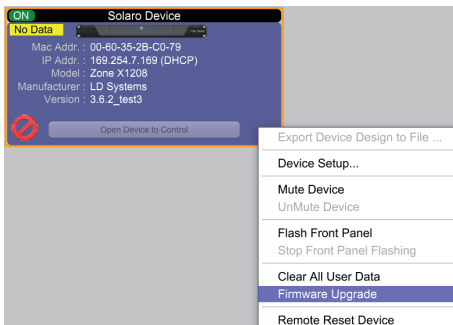 ON Solaro Device
No Data
Mac Addr. : 00-60-35-2B-C0-79
IP Addr. : 169.254.7.169 (DHCP)
Model : Zone X1208
Manufacturer : LD Systems
Version : 3.6.2_test3
Open Device to Control
Export Device Design to File ...
Device Setup...
Mute Device
UnMute Device
Flash Front Panel
Stop Front Panel Flashing
Clear All User Data
Firmware Upgrade
Remote Reset Device